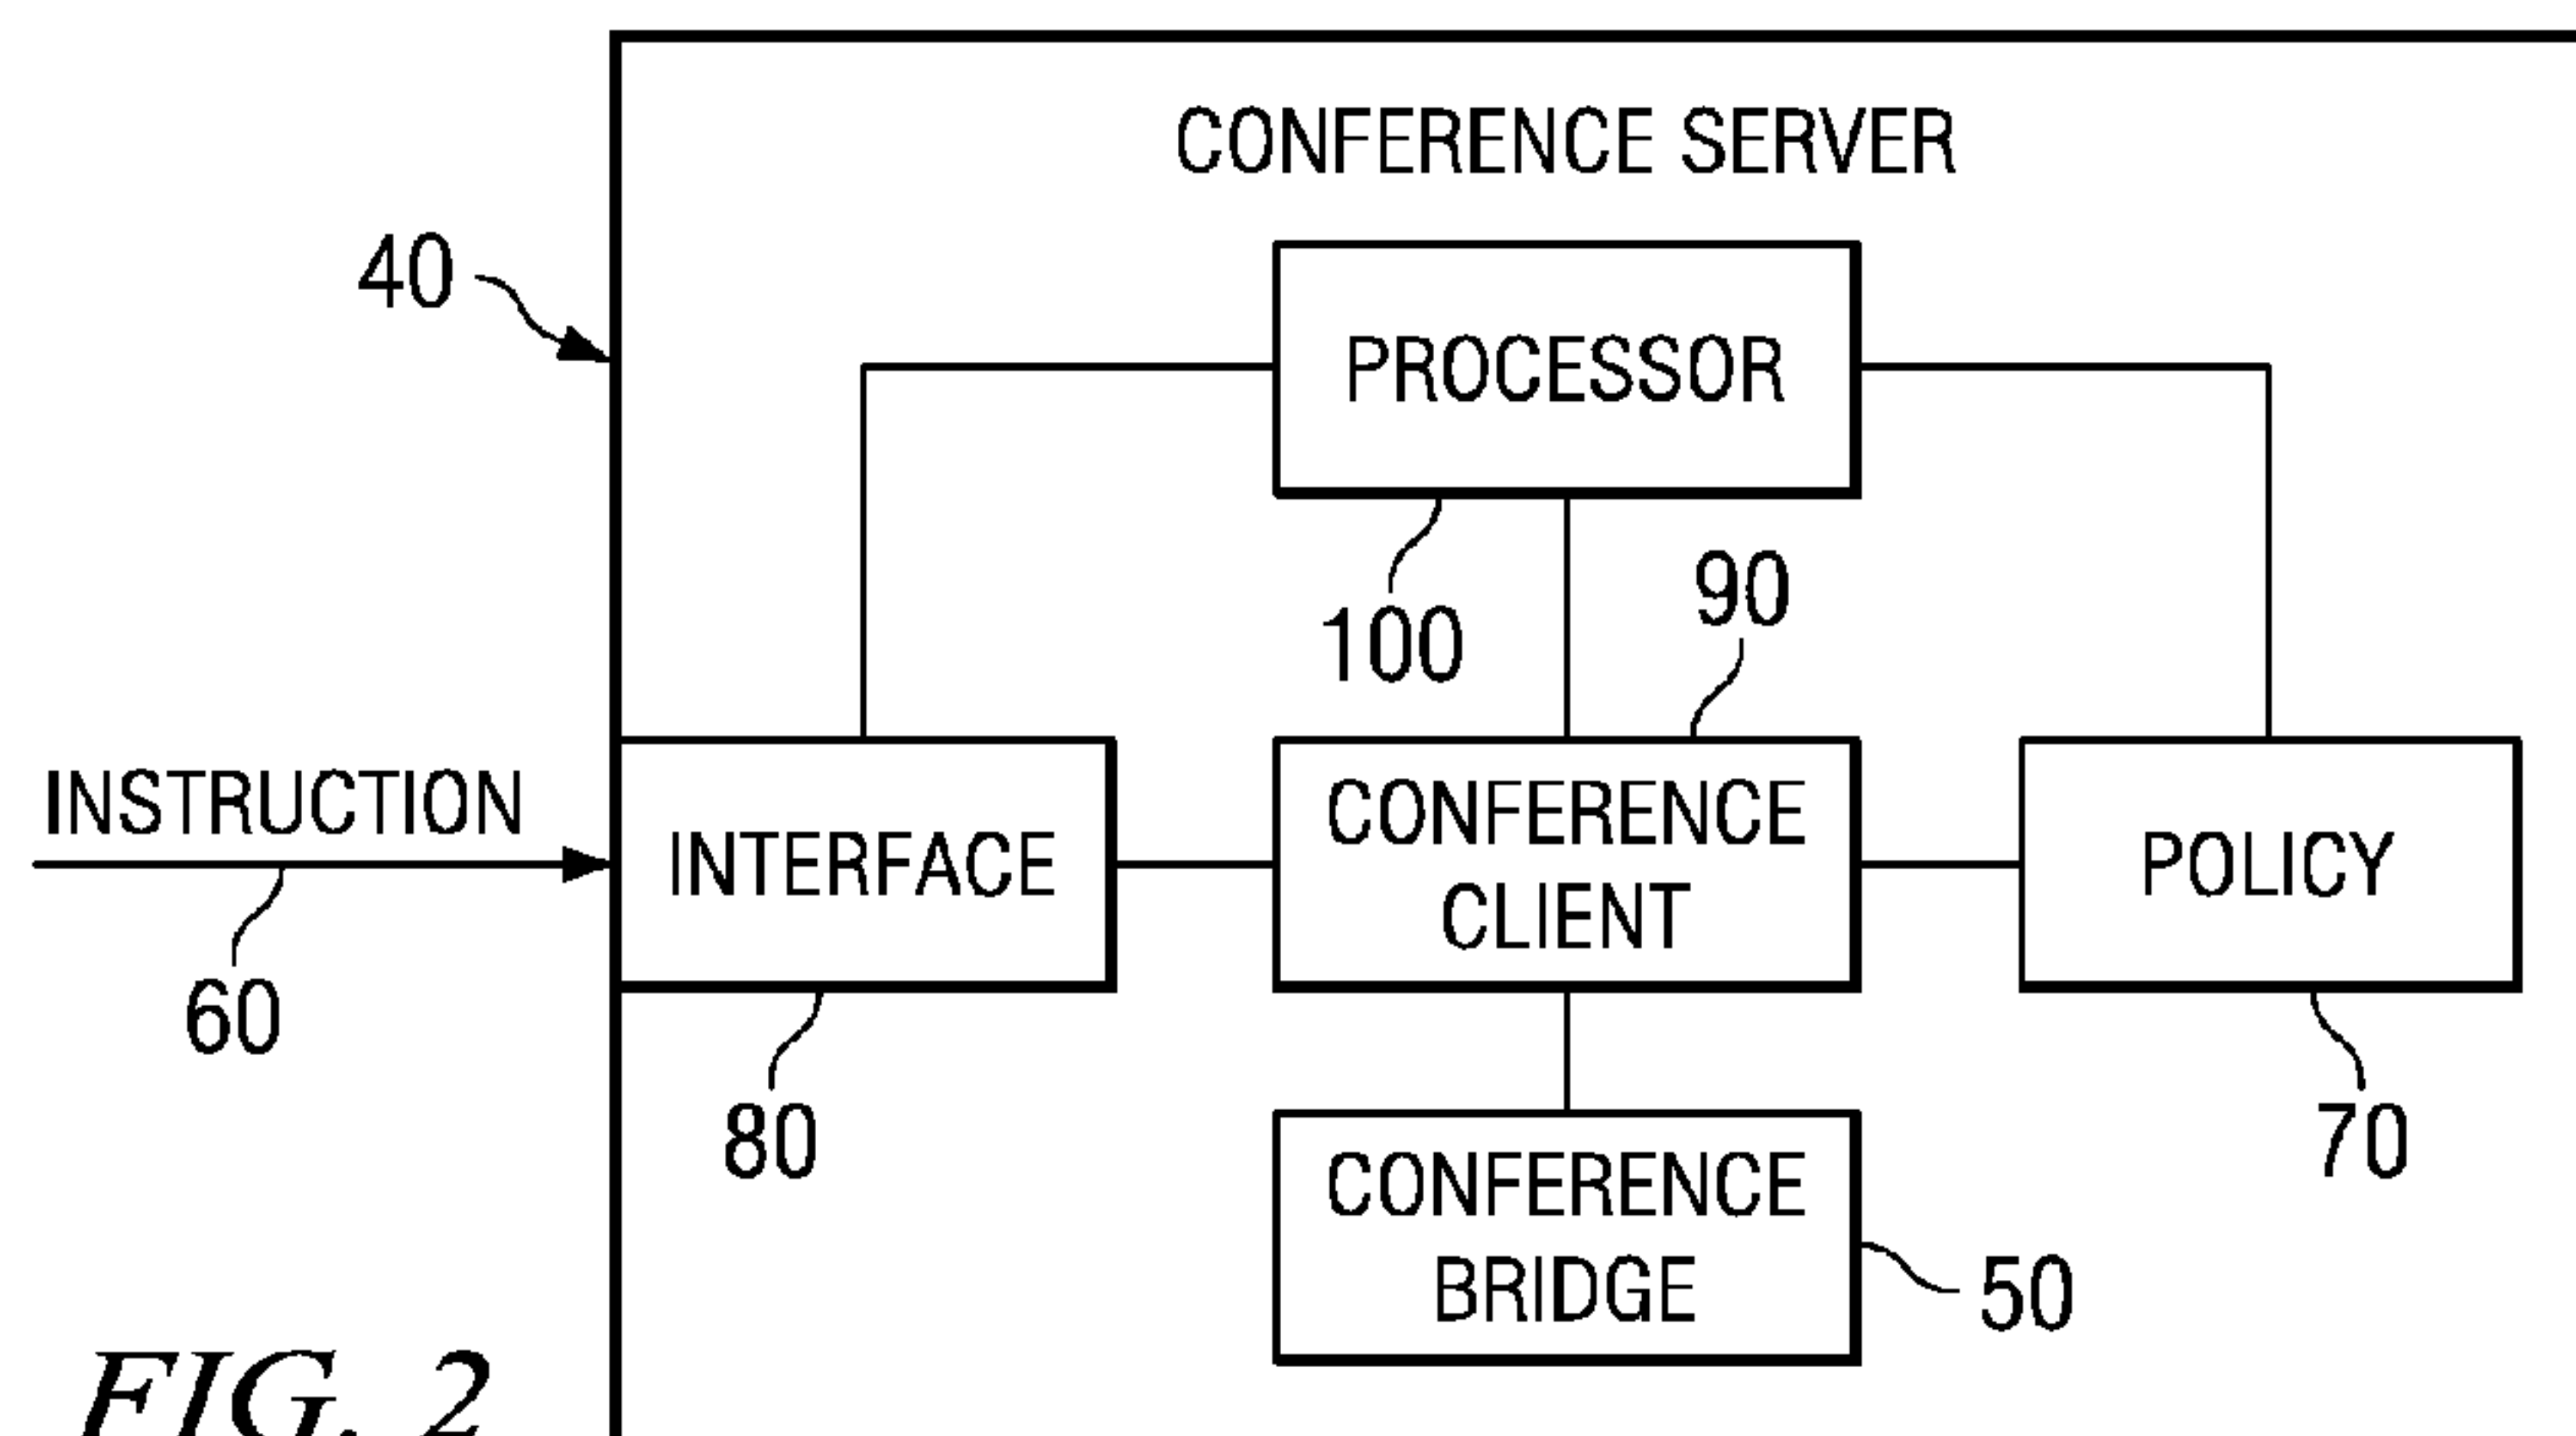 CONFERENCE SERVER
40
PROCESSOR
100
90
INSTRUCTION
60
INTERFACE
80
CONFERENCE
CLIENT
POLICY
70
CONFERENCE
BRIDGE
50
FIG. 2